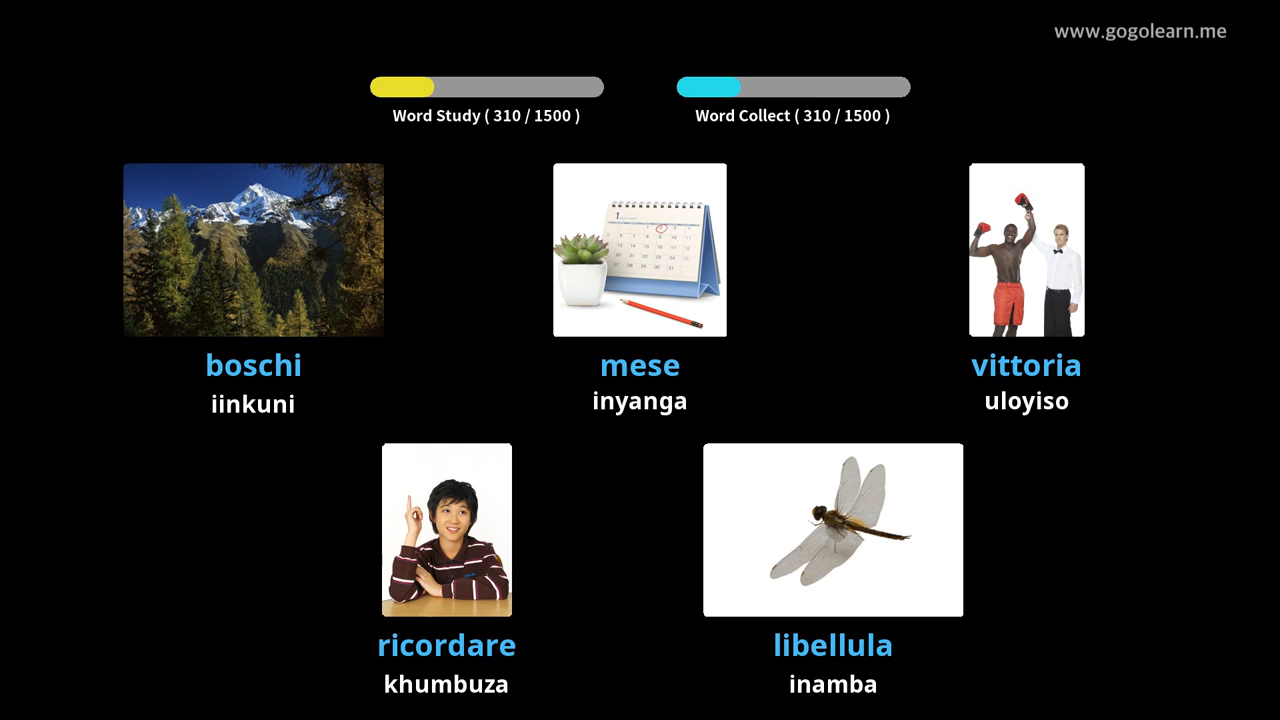 www.gogolearn.me
Word Study ( 310 / 1500 )
Word Collect ( 310 / 1500 )
boschi
iinkuni
mese
inyanga
vittoria
uloyiso
ricordare
khumbuza
libellula
inamba